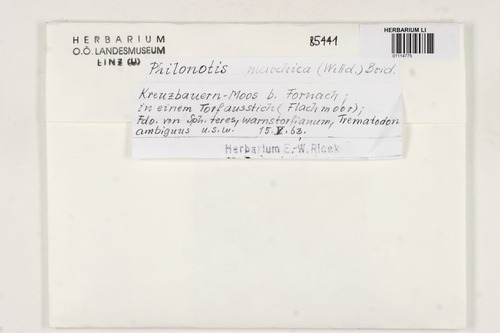 HERBARIUM
O.Ö. LANDESMUSEUM
LINZ (LI)
85441
HERBARIUM LI
01114775
Philonotis marchica (Willd.) Brid.
Kreuzbauern-Moos b. Fornach;
in einem Torfausstich (Flachmoor);
Fdo. von Sph. teres, warnstorfianum, Trematodon
ambiguus u.s.w. 15.V.62.
Herbarium E. W. Ricek